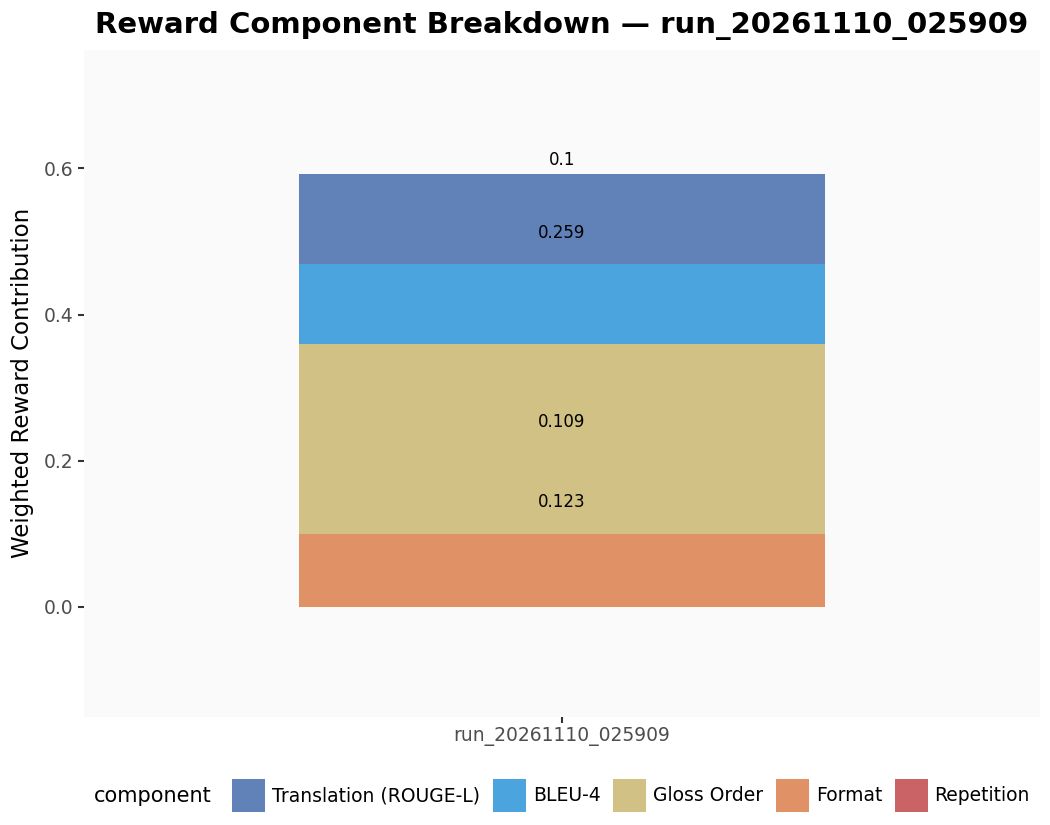 Reward Component Breakdown — run_20261110_025909
Weighted Reward Contribution
0.6
0.4
0.2
0.0
0.1
0.259
0.109
0.123
run_20261110_025909
component
Translation (ROUGE-L)
BLEU-4
Gloss Order
Format
Repetition